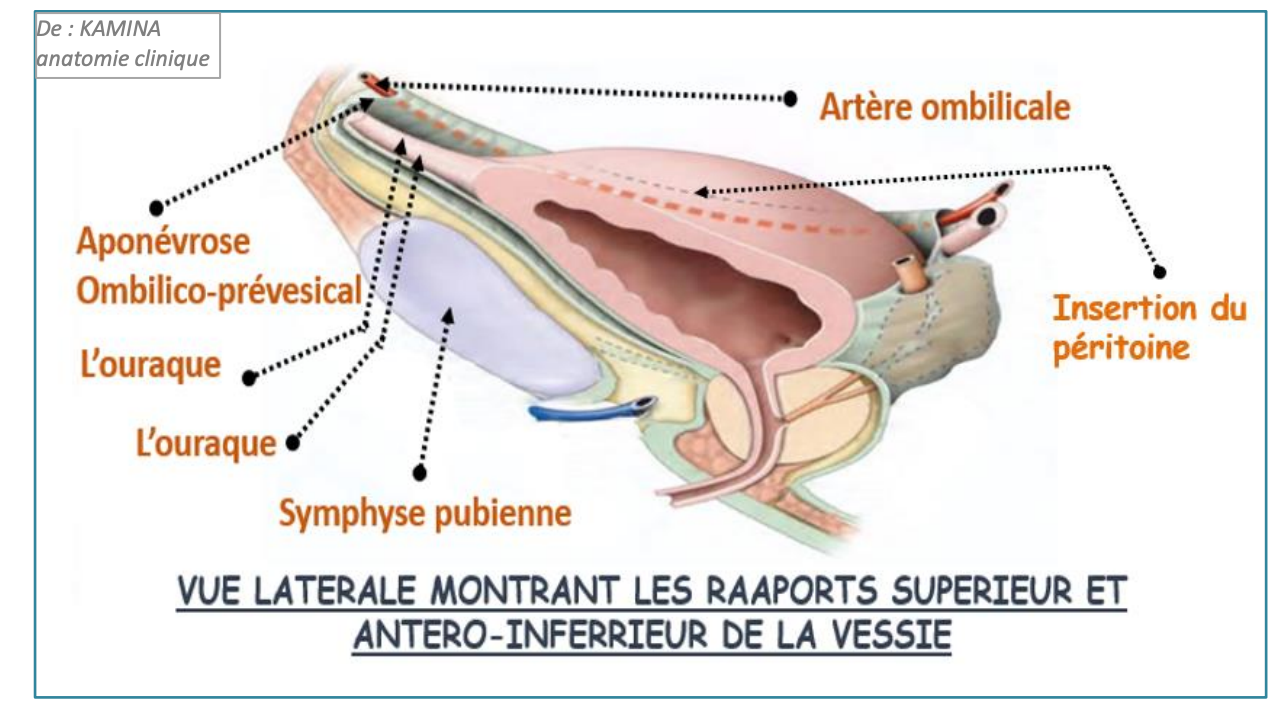 De : KAMINA
anatomie clinique
Artère ombilicale
Aponévrose
Ombilico-prévesical
Insertion du
péritoine
L'ouraque
L'ouraque
Symphyse pubienne
VUE LATERALE MONTRANT LES RAAPORTS SUPERIEUR ET
ANTERO-INFERRIEUR DE LA VESSIE